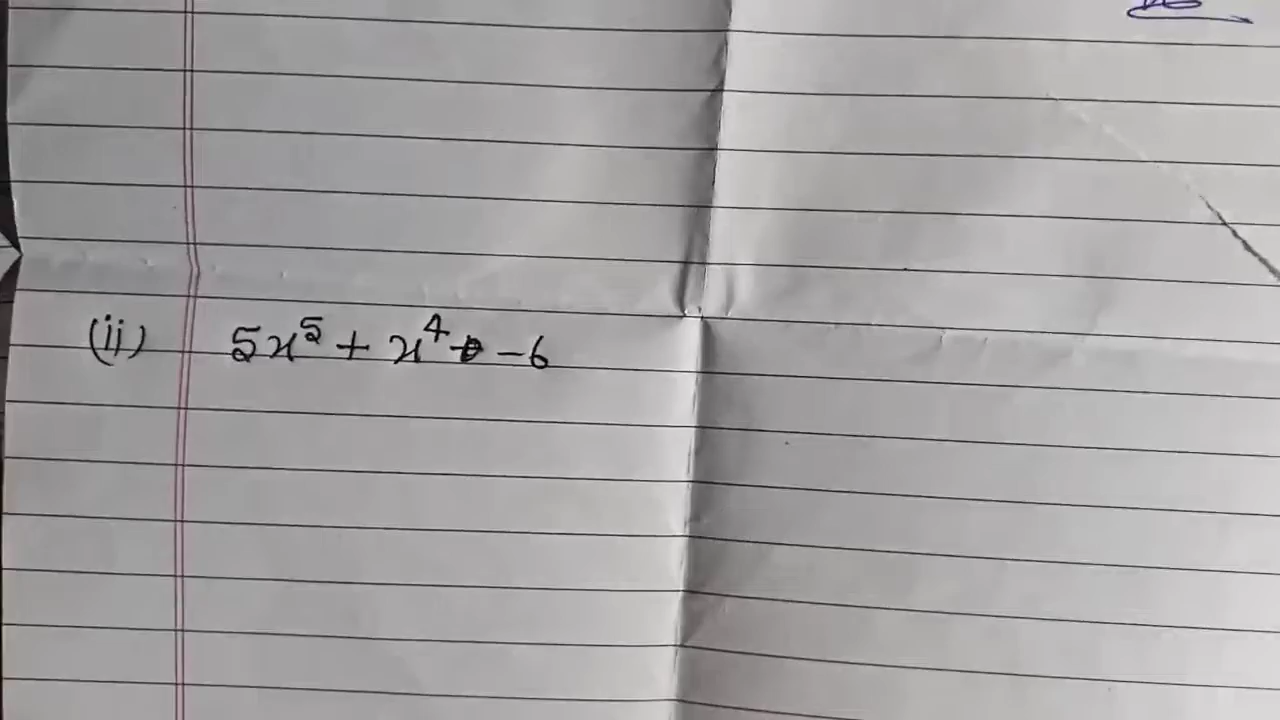 (ii) 5x⁵ + x⁴ - 6